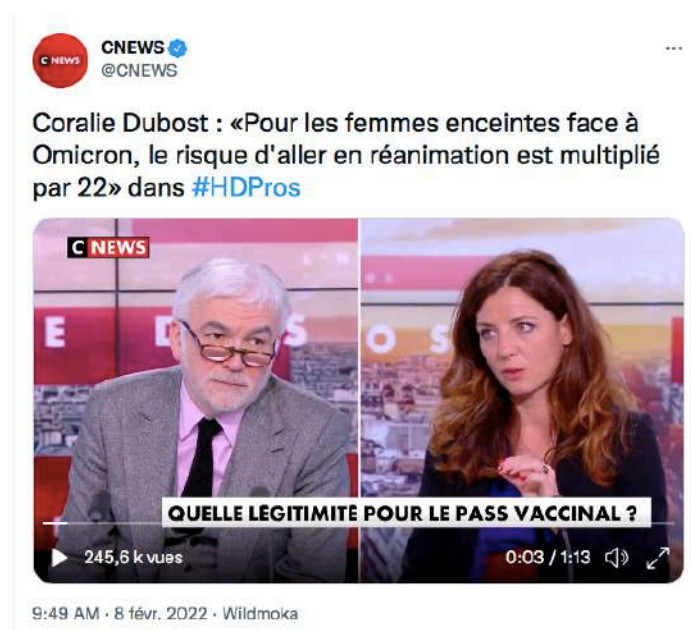 CNEWS
C NEWS
@CNEWS
Coralie Dubost : «Pour les femmes enceintes face à
Omicron, le risque d'aller en réanimation est multiplié
par 22» dans #HDPros
C NEWS
E D S
O S
QUELLE LÉGITIMITÉ POUR LE PASS VACCINAL ?
245,6 k vues
0:03 / 1:13
9:49 AM · 8 févr. 2022 · Wildmoka